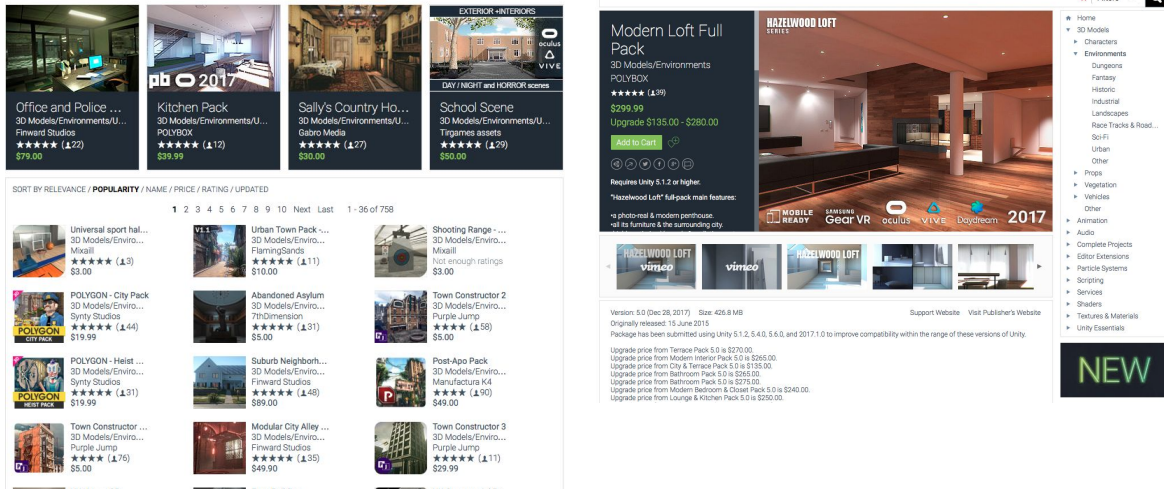 Office and Police ...
3D Models/Environments/U...
Finward Studios
★★★★★ (22)
$79.00
pb 2017
Kitchen Pack
3D Models/Environments/U...
POLYBOX
★★★★★ (12)
$39.99
Sally's Country Ho...
3D Models/Environments/U...
Gabro Media
★★★★★ (27)
$30.00
EXTERIOR +INTERIORS
oculus
VIVE
DAY / NIGHT and HORROR scenes
School Scene
3D Models/Environments/U...
Tirgames assets
★★★★★ (29)
$50.00
SORT BY RELEVANCE / POPULARITY / NAME / PRICE / RATING / UPDATED
1 2 3 4 5 6 7 8 9 10 Next Last 1 - 36 of 758
Universal sport hal...
3D Models/Enviro...
Mixaill
★★★★★ (3)
$3.00
V1.1
Urban Town Pack -...
3D Models/Enviro...
FlamingSands
★★★★★ (11)
$10.00
Shooting Range - ...
3D Models/Enviro...
Mixaill
Not enough ratings
$3.00
POLYGON
CITY PACK
POLYGON - City Pack
3D Models/Enviro...
Synty Studios
★★★★★ (44)
$19.99
Abandoned Asylum
3D Models/Enviro...
7thDimension
★★★★★ (31)
$5.00
Town Constructor 2
3D Models/Enviro...
Purple Jump
★★★★ (58)
$5.00
POLYGON
HEIST PACK
POLYGON - Heist ...
3D Models/Enviro...
Synty Studios
★★★★★ (31)
$19.99
Suburb Neighborh...
3D Models/Enviro...
Finward Studios
★★★★★ (48)
$89.00
P
Post-Apo Pack
3D Models/Enviro...
Manufactura K4
★★★★ (90)
$49.00
Town Constructor ...
3D Models/Enviro...
Purple Jump
★★★★★ (76)
$5.00
Modular City Alley ...
3D Models/Enviro...
Finward Studios
★★★★★ (35)
$49.90
Town Constructor 3
3D Models/Enviro...
Purple Jump
★★★★★ (11)
$29.99
Modern Loft Full
Pack
3D Models/Environments
POLYBOX
★★★★★ (39)
$299.99
Upgrade $135.00 - $280.00
Add to Cart
Requires Unity 5.1.2 or higher.
"Hazelwood Loft" full-pack main features:
•a photo-real & modern penthouse.
•all its furniture & the surrounding city.
HAZELWOOD LOFT
SERIES
MOBILE
READY
SAMSUNG
Gear VR
oculus
VIVE
Daydream
2017
HAZELWOOD LOFT
vimeo
vimeo
HAZELWOOD LOFT
Version: 5.0 (Dec 28, 2017) Size: 426.8 MB
Support Website Visit Publisher's Website
Originally released: 15 June 2015
Package has been submitted using Unity 5.1.2, 5.4.0, 5.6.0, and 2017.1.0 to improve compatibility within the range of these versions of Unity.
Upgrade price from Terrace Pack 5.0 is $270.00.
Upgrade price from Modern Interior Pack 5.0 is $265.00.
Upgrade price from City & Terrace Pack 5.0 is $135.00.
Upgrade price from Bathroom Pack 5.0 is $265.00.
Upgrade price from Bathroom Pack 5.0 is $275.00.
Upgrade price from Modern Bedroom & Closet Pack 5.0 is $240.00.
Upgrade price from Lounge & Kitchen Pack 5.0 is $250.00.
Home
3D Models
Characters
Environments
Dungeons
Fantasy
Historic
Industrial
Landscapes
Race Tracks & Road...
Sci-Fi
Urban
Other
Props
Vegetation
Vehicles
Other
Animation
Audio
Complete Projects
Editor Extensions
Particle Systems
Scripting
Services
Shaders
Textures & Materials
Unity Essentials
NEW